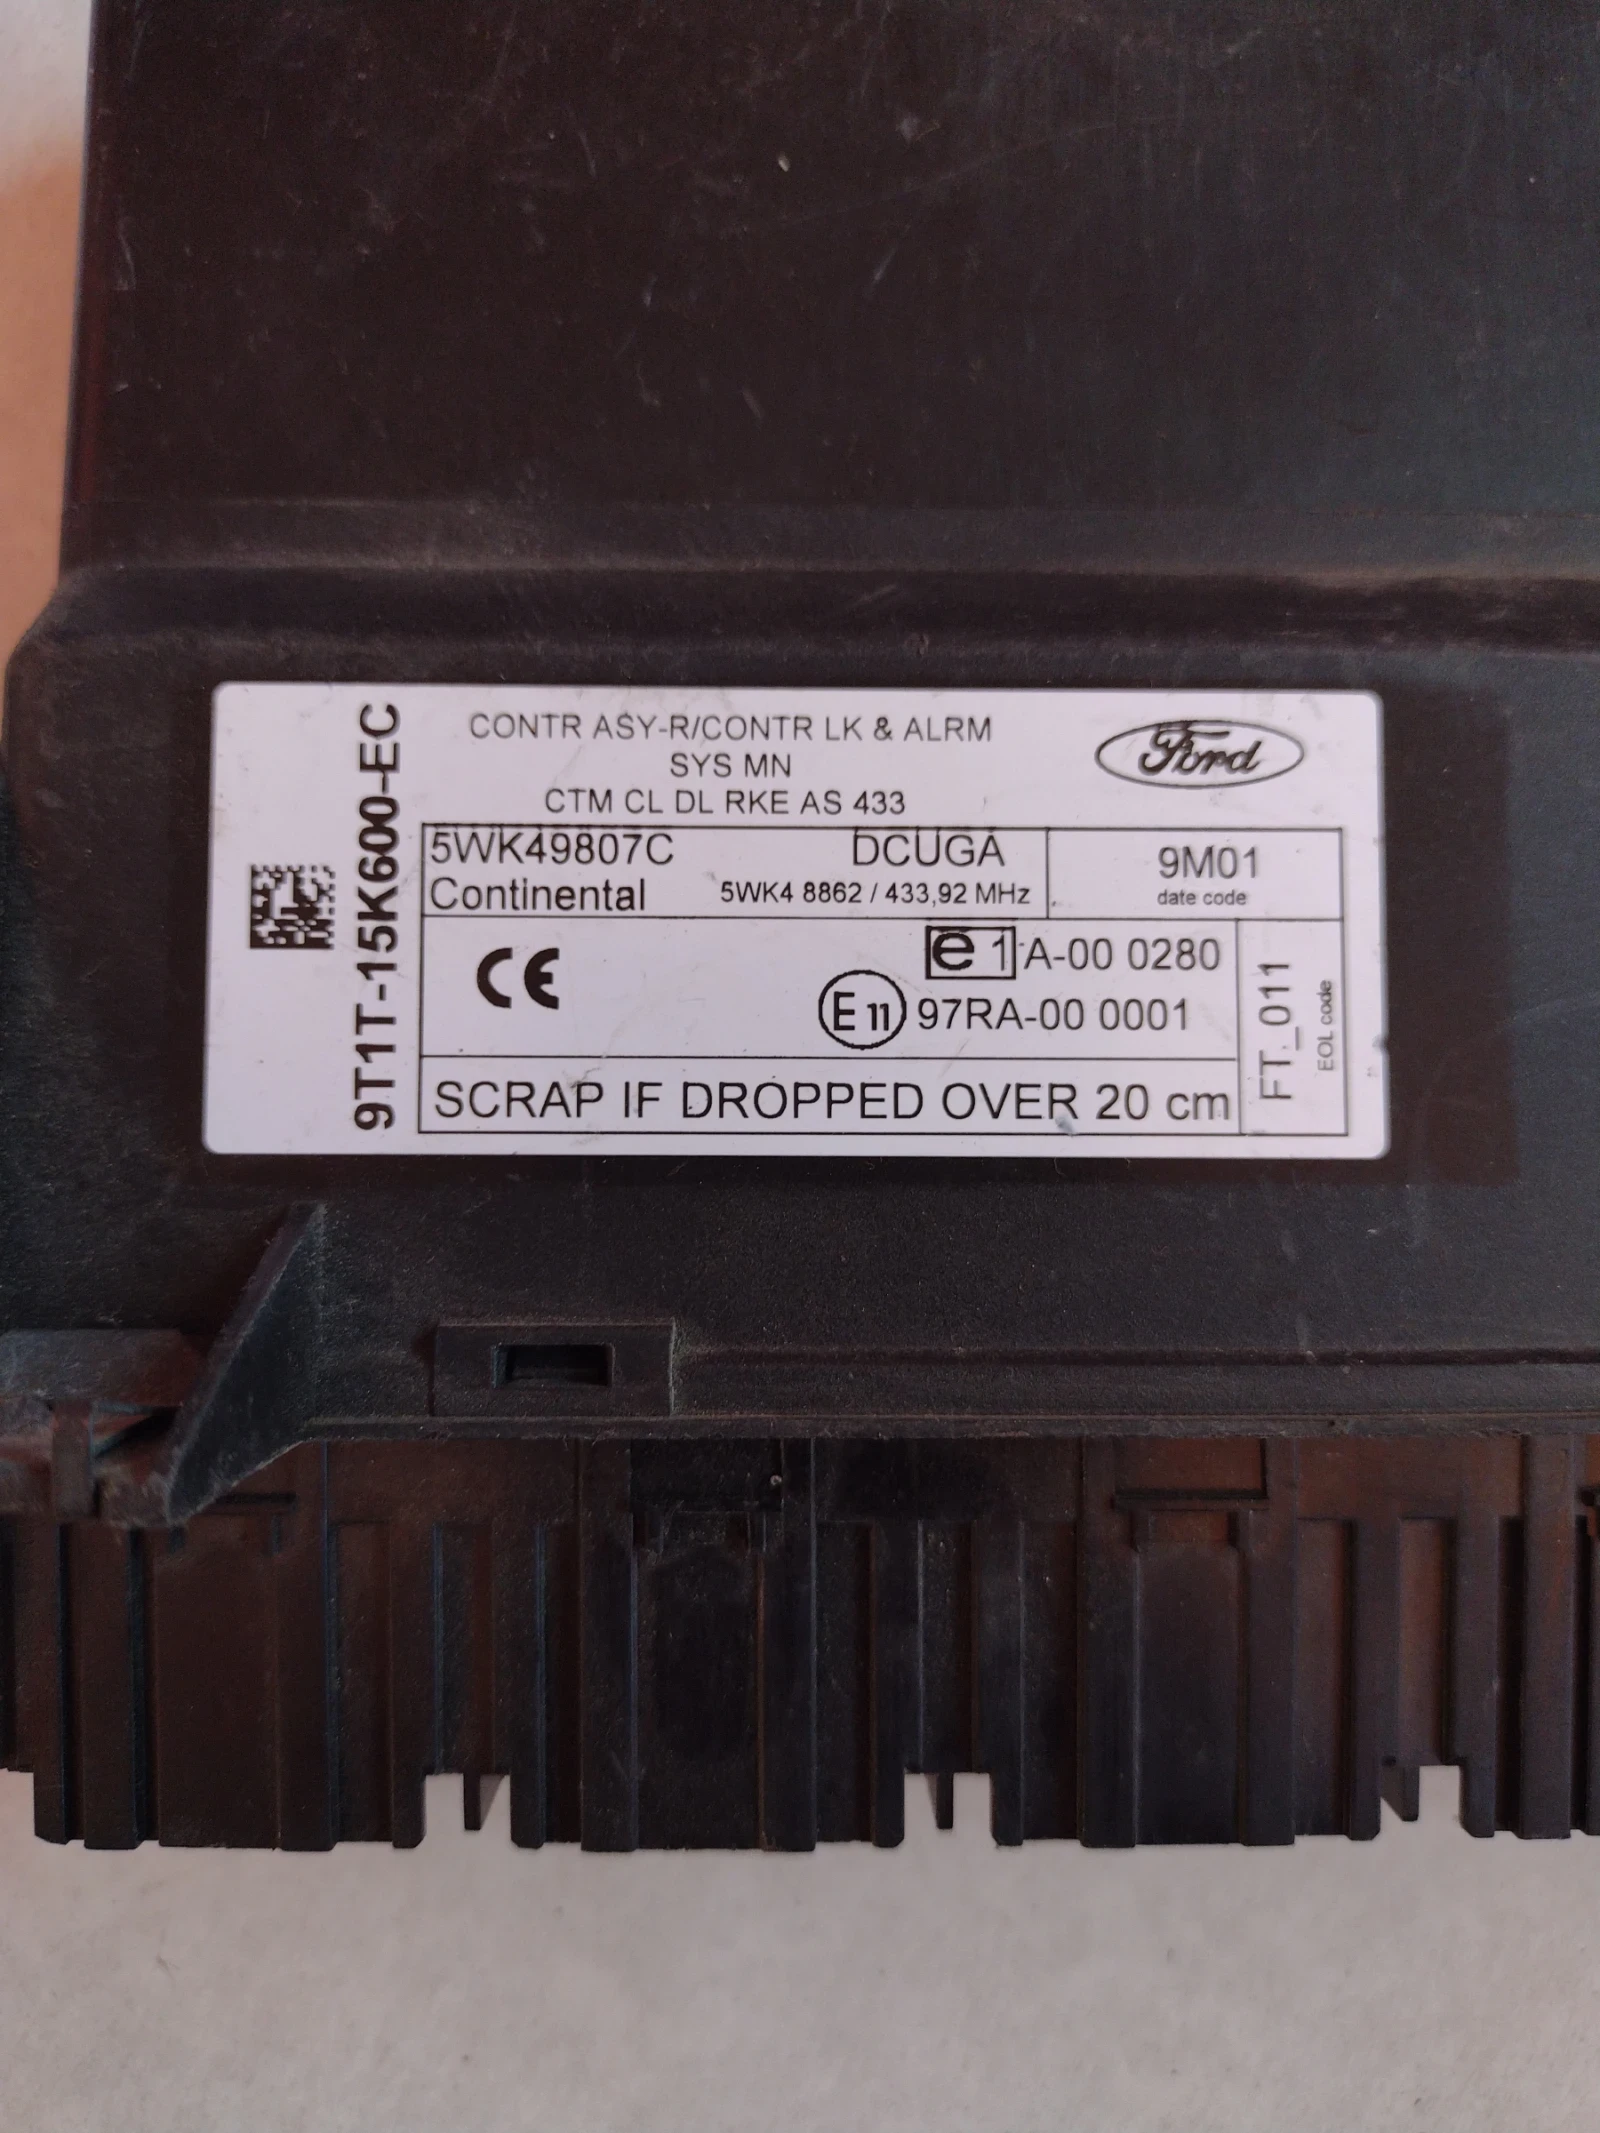 9T1T-15K600-EC
CONTR ASY-R/CONTR LK & ALRM
SYS MN
CTM CL DL RKE AS 433
Ford
5WK49807C DCUGA
Continental 5WK4 8862 / 433,92 MHz
9M01
date code
CE
e 1 A-00 0280
E 11 97RA-00 0001
SCRAP IF DROPPED OVER 20 cm
FT_011
EOL code